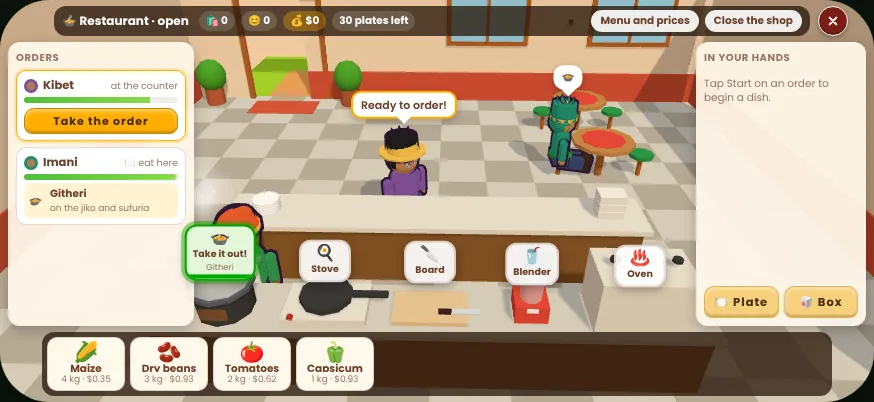 Restaurant · open
0
0
$0
30 plates left
Menu and prices
Close the shop
ORDERS
Kibet
at the counter
Take the order
Imani
eat here
Githeri
on the jiko and sufuria
Ready to order!
IN YOUR HANDS
Tap Start on an order to
begin a dish.
Take it out!
Githeri
Stove
Board
Blender
Oven
Plate
Box
Maize
4 kg · $0.35
Dry beans
3 kg · $0.93
Tomatoes
2 kg · $0.62
Capsicum
1 kg · $0.93